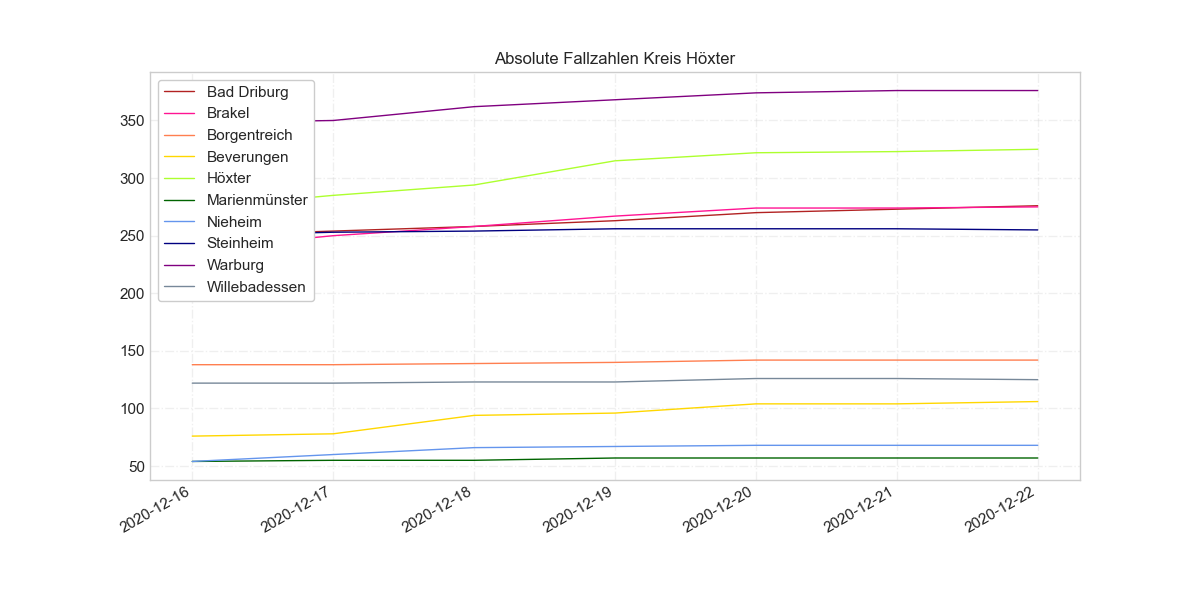 Absolute Fallzahlen Kreis Höxter
Bad Driburg
Brakel
Borgentreich
Beverungen
Höxter
Marienmünster
Nieheim
Steinheim
Warburg
Willebadessen
350
300
250
200
150
100
50
2020-12-16
2020-12-17
2020-12-18
2020-12-19
2020-12-20
2020-12-21
2020-12-22